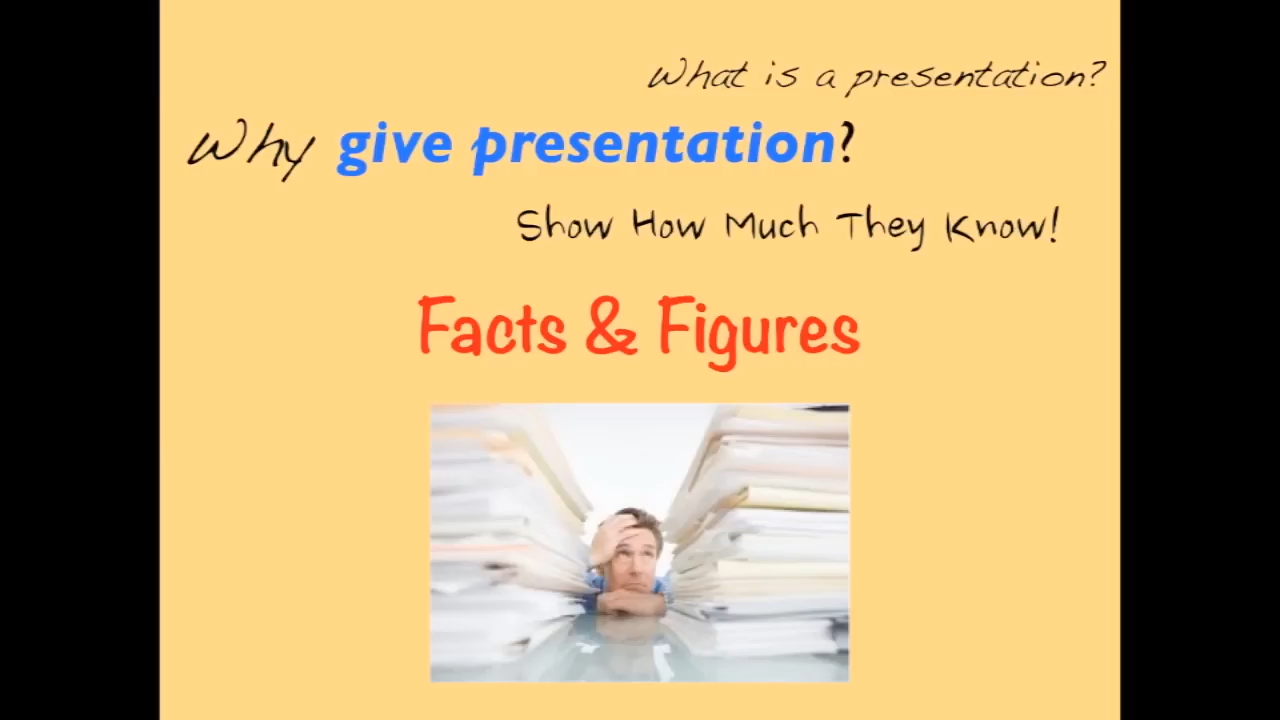 What is a presentation?
Why give presentation?
Show How Much They Know!
Facts & Figures